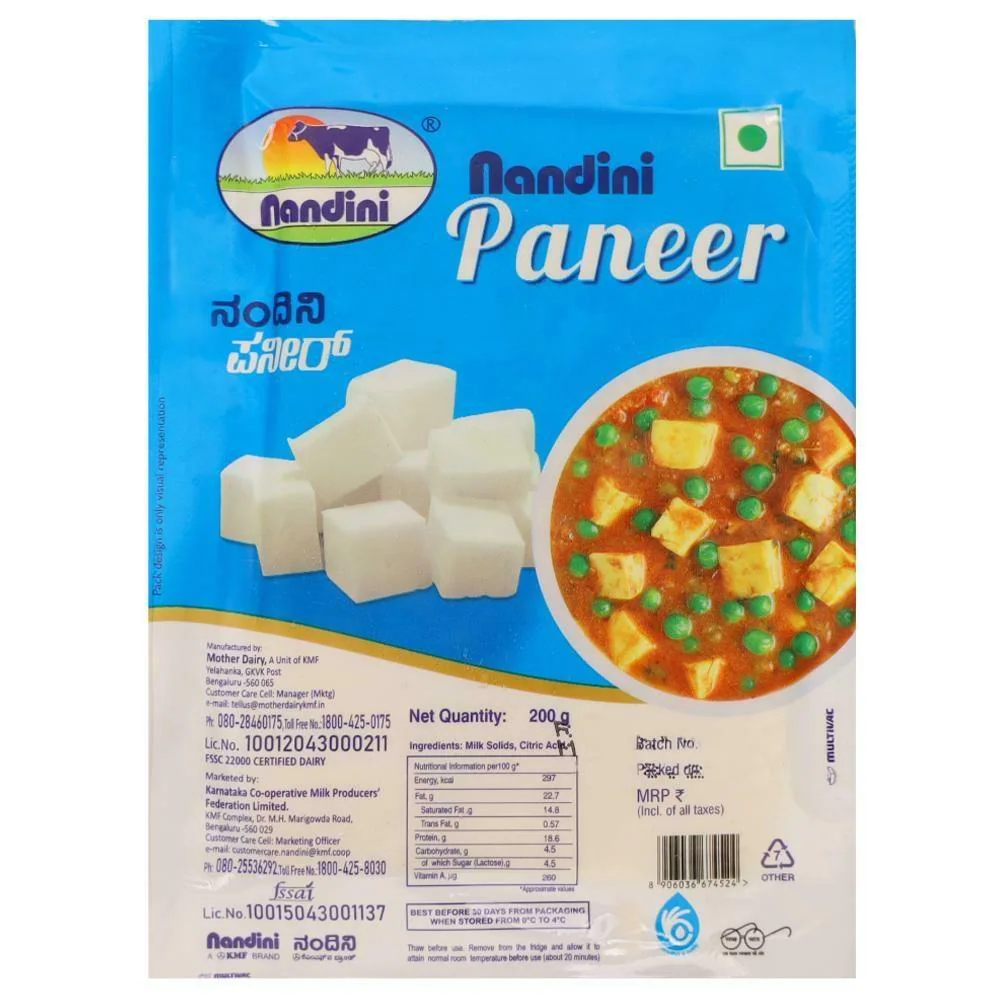 nandini
®
nandini
Paneer
ನಂದಿನಿ
ಪನೀರ್
Pack design is only visual representation
Manufactured by:
Mother Dairy, A Unit of KMF
Yelahanka, GKVK Post
Bengaluru -560 065
Customer Care Cell: Manager (Mktg)
e-mail: tellus@motherdairykmf.in
Ph: 080-28460175,Toll Free No.:1800-425-0175
Lic.No. 10012043000211
FSSC 22000 CERTIFIED DAIRY
Marketed by:
Karnataka Co-operative Milk Producers'
Federation Limited.
KMF Complex, Dr. M.H. Marigowda Road,
Bengaluru -560 029
Customer Care Cell: Marketing Officer
e-mail: customercare.nandini@kmf.coop
Ph: 080-25536292,Toll Free No.:1800-425-8030
fssai
Lic.No.10015043001137
nandini ನಂದಿನಿ
A KMF BRAND
Net Quantity: 200 g
Ingredients: Milk Solids, Citric
Nutritional Information per100 g*
Energy, kcal 297
Fat, g 22.7
Saturated Fat ,g 14.8
Trans Fat, g 0.57
Protein, g 18.6
Carbohydrate, g 4.5
of which Sugar (Lactose),g 4.5
Vitamin A, µg 260
*Approximate values
BEST BEFORE 30 DAYS FROM PACKAGING
WHEN STORED FROM 0°C TO 4°C
Thaw before use. Remove from the fridge and allow it to
attain normal room temperature before use (about 20 minutes)
Batch No.
Packed on:
MRP ₹
(Incl. of all taxes)
8 906036 674524 >
7
OTHER
MULTIVAC
MULTIVAC